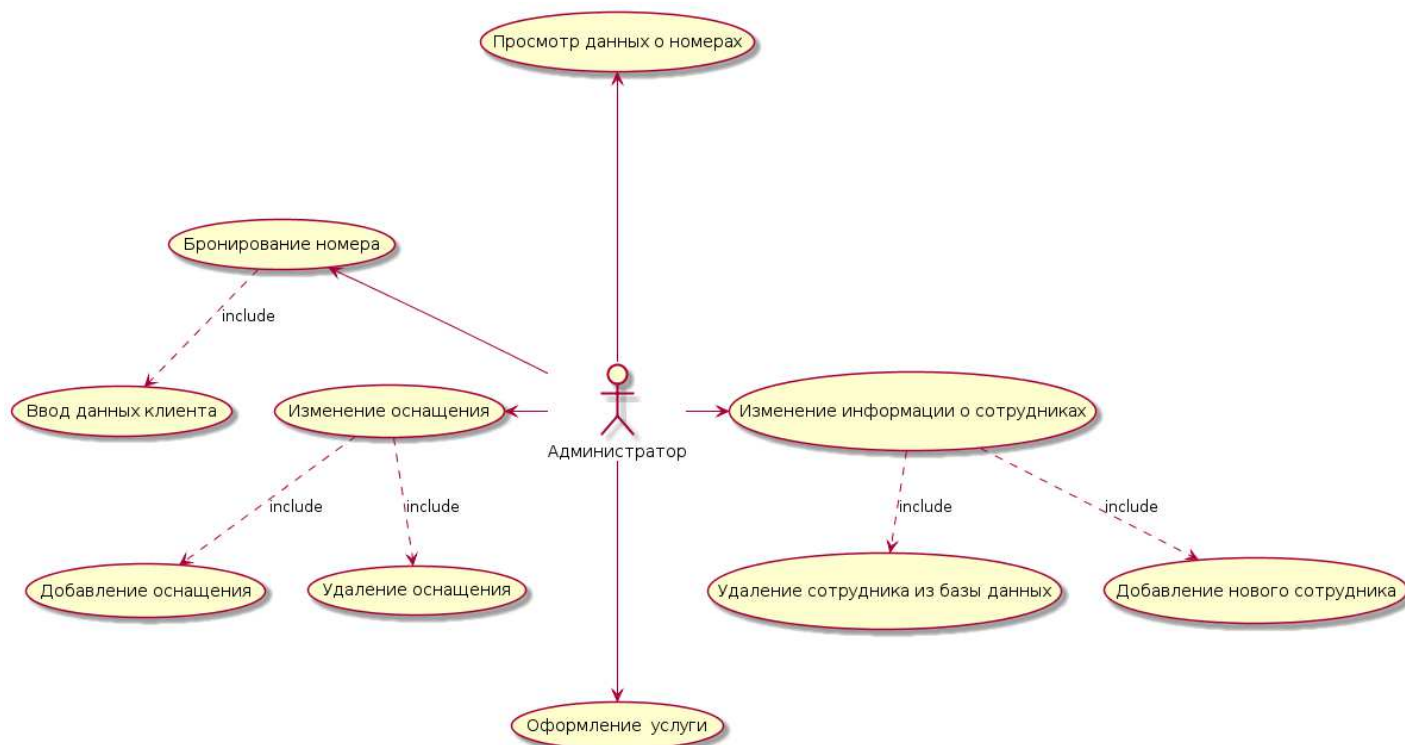 Просмотр данных о номерах
Бронирование номера
include
Ввод данных клиента
Изменение оснащения
Администратор
Изменение информации о сотрудниках
include
include
include
include
Добавление оснащения
Удаление оснащения
Удаление сотрудника из базы данных
Добавление нового сотрудника
Оформление услуги